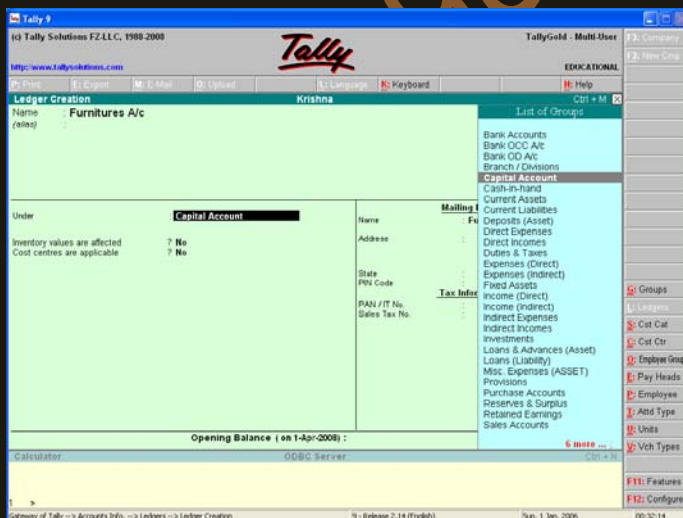 Tally 9
(c) Tally Solutions FZ-LLC, 1988-2008
http://www.tallysolutions.com
Tally
TallyGold - Multi-User
EDUCATIONAL
P: Print E: Export M: E-Mail O: Upload L: Language K: Keyboard H: Help
Ledger Creation Krishna Ctrl + M
Name : Furnitures A/c
(alias) :
Under : Capital Account
Inventory values are affected ? No
Cost centres are applicable ? No
Mailing
Name : Fu
Address :
State :
PIN Code :
Tax Infor
PAN / IT No. :
Sales Tax No. :
Opening Balance ( on 1-Apr-2008) :
List of Groups
Bank Accounts
Bank OCC A/c
Bank OD A/c
Branch / Divisions
Capital Account
Cash-in-hand
Current Assets
Current Liabilities
Deposits (Asset)
Direct Expenses
Direct Incomes
Duties & Taxes
Expenses (Direct)
Expenses (Indirect)
Fixed Assets
Income (Direct)
Income (Indirect)
Indirect Expenses
Indirect Incomes
Investments
Loans & Advances (Asset)
Loans (Liability)
Misc. Expenses (ASSET)
Provisions
Purchase Accounts
Reserves & Surplus
Retained Earnings
Sales Accounts
6 more ...
F3: Company
F3: New Cmp
G: Groups
L: Ledgers
S: Cst Cat
C: Cst Ctr
O: Employee Group
E: Pay Heads
P: Employee
T: Attd Type
U: Units
V: Vch Types
F11: Features
F12: Configure
Calculator ODBC Server Ctrl + N
1 >
Gateway of Tally --> Accounts Info. --> Ledgers --> Ledger Creation 9 - Release 2.14 (English) Sun, 1 Jan, 2006 00:32:14